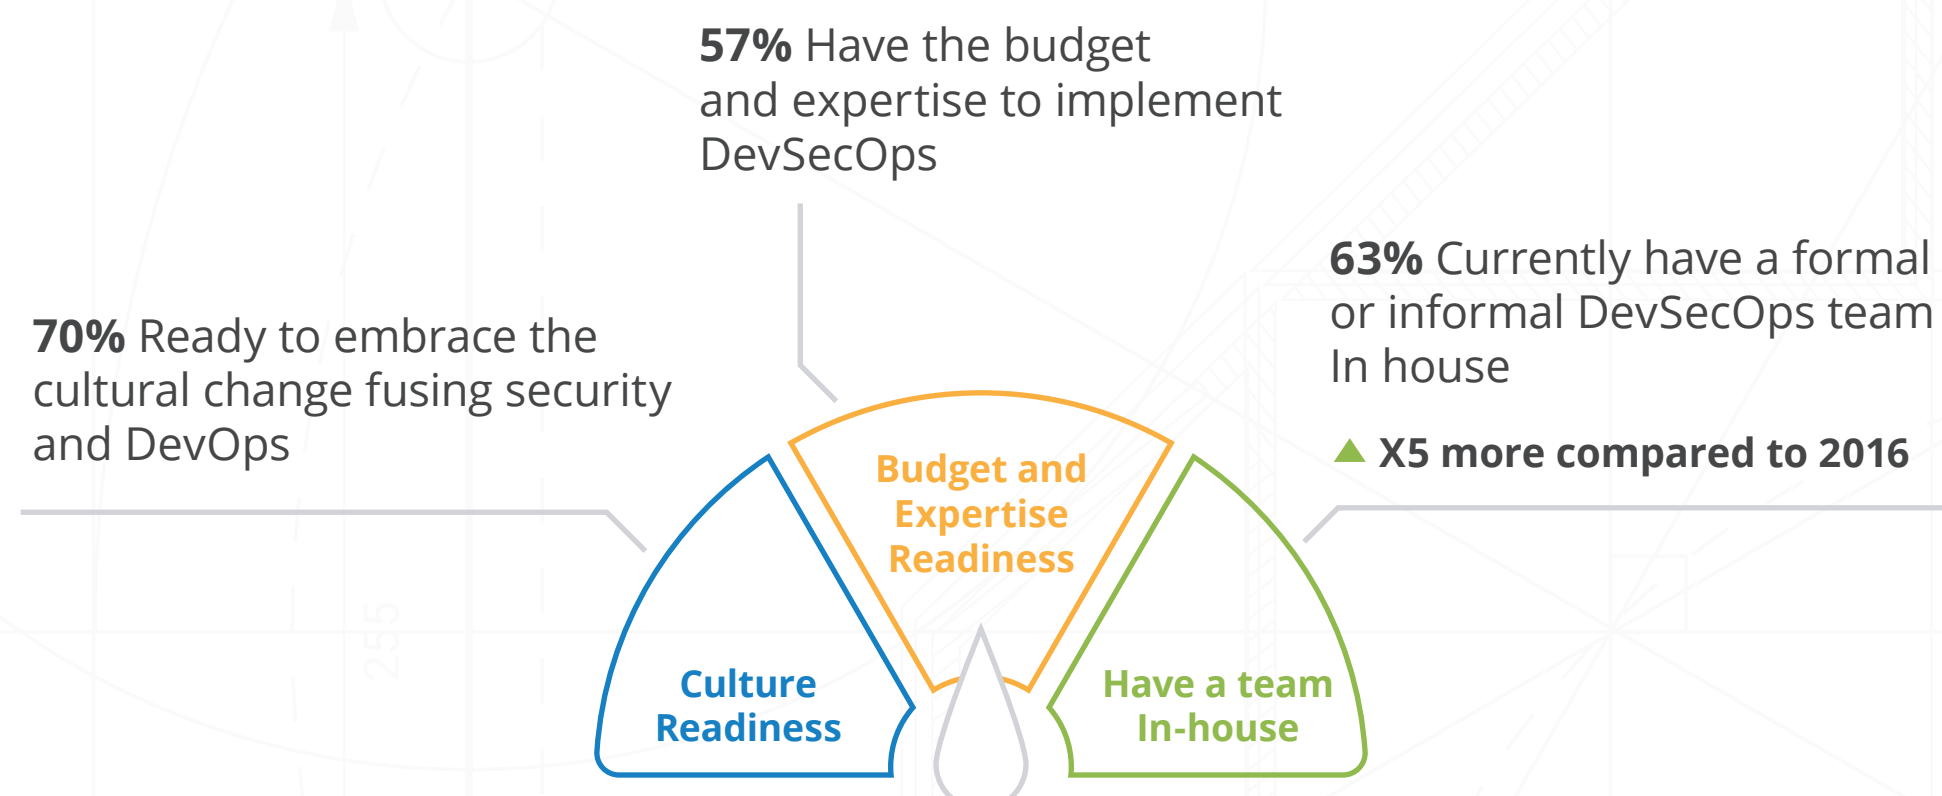 57% Have the budget
and expertise to implement
DevSecOps
63% Currently have a formal
or informal DevSecOps team
In house
▲ X5 more compared to 2016
70% Ready to embrace the
cultural change fusing security
and DevOps
Budget and
Expertise
Readiness
Culture
Readiness
Have a team
In-house
255